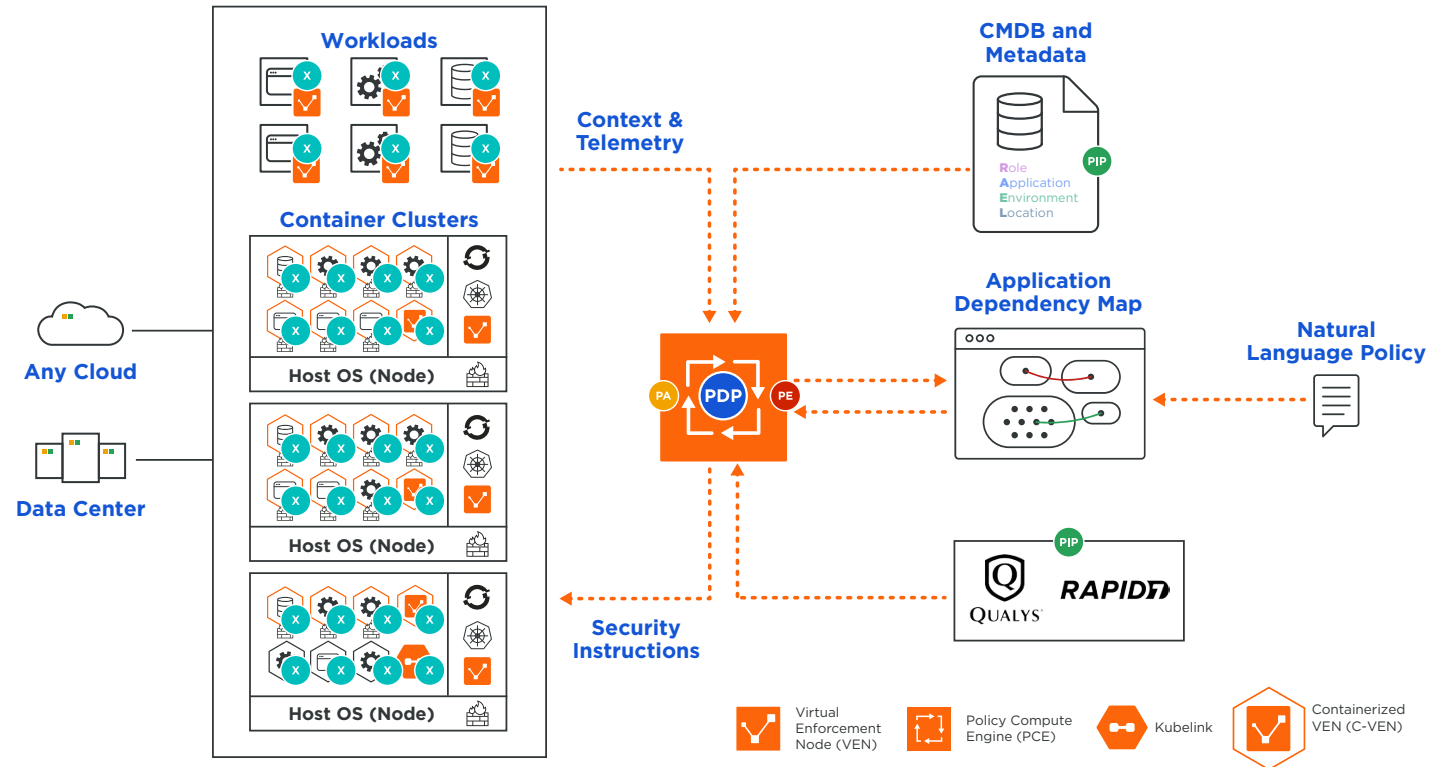 Workloads
X
X
X
X
X
X
Container Clusters
X
X
X
X
X
X
X
X
Host OS (Node)
X
X
X
X
X
X
X
X
Host OS (Node)
X
X
X
X
X
X
X
X
Host OS (Node)
Any Cloud
Data Center
Context &
Telemetry
PA
PDP
PE
Security
Instructions
CMDB and
Metadata
PIP
Role
Application
Environment
Location
Application
Dependency Map
Natural
Language Policy
PIP
Q
QUALYS
RAPID7
Virtual
Enforcement
Node (VEN)
Policy Compute
Engine (PCE)
Kubelink
Containerized
VEN (C-VEN)